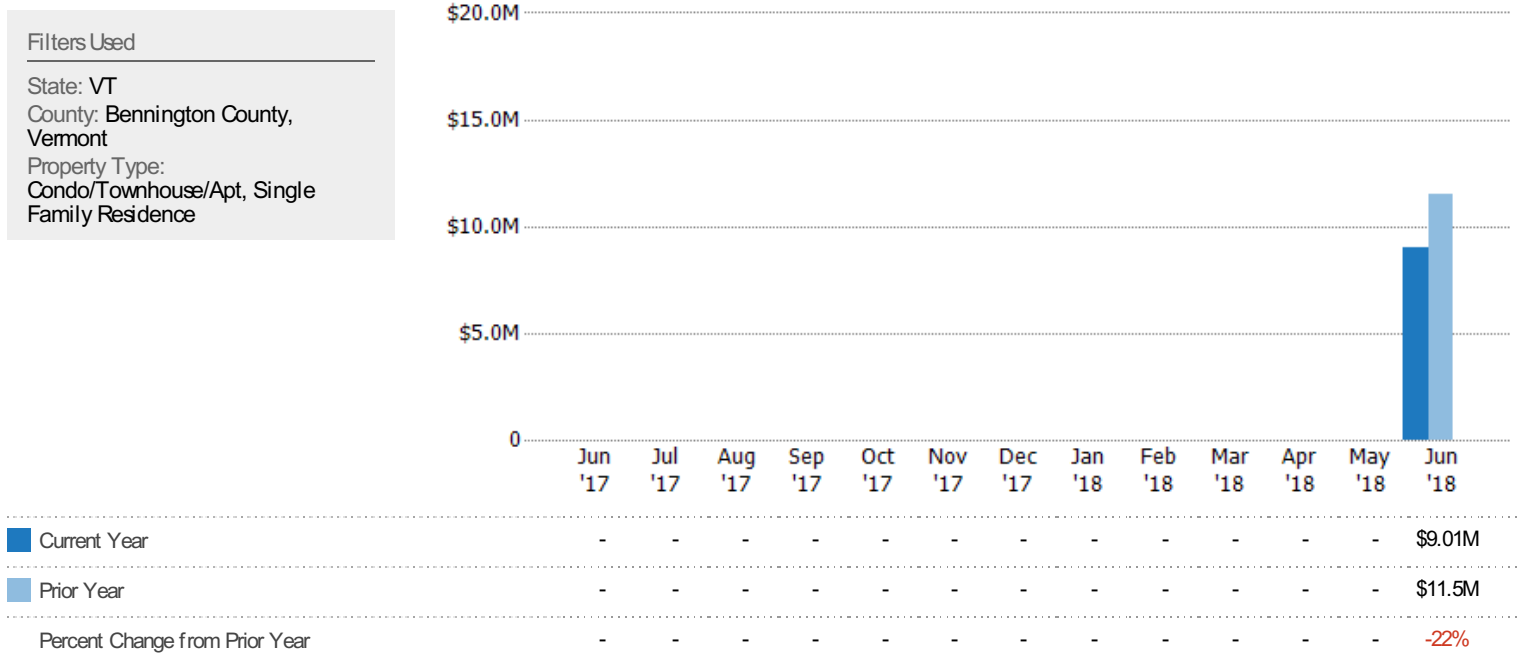 Filters Used
State: VT
County: Bennington County,
Vermont
Property Type:
Condo/Townhouse/Apt, Single
Family Residence
$20.0M
$15.0M
$10.0M
$5.0M
0
Jun Jul Aug Sep Oct Nov Dec Jan Feb Mar Apr May Jun
'17 '17 '17 '17 '17 '17 '17 '18 '18 '18 '18 '18 '18
Current Year - - - - - - - - - - - - $9.01M
Prior Year - - - - - - - - - - - - $11.5M
Percent Change from Prior Year - - - - - - - - - - - - -22%